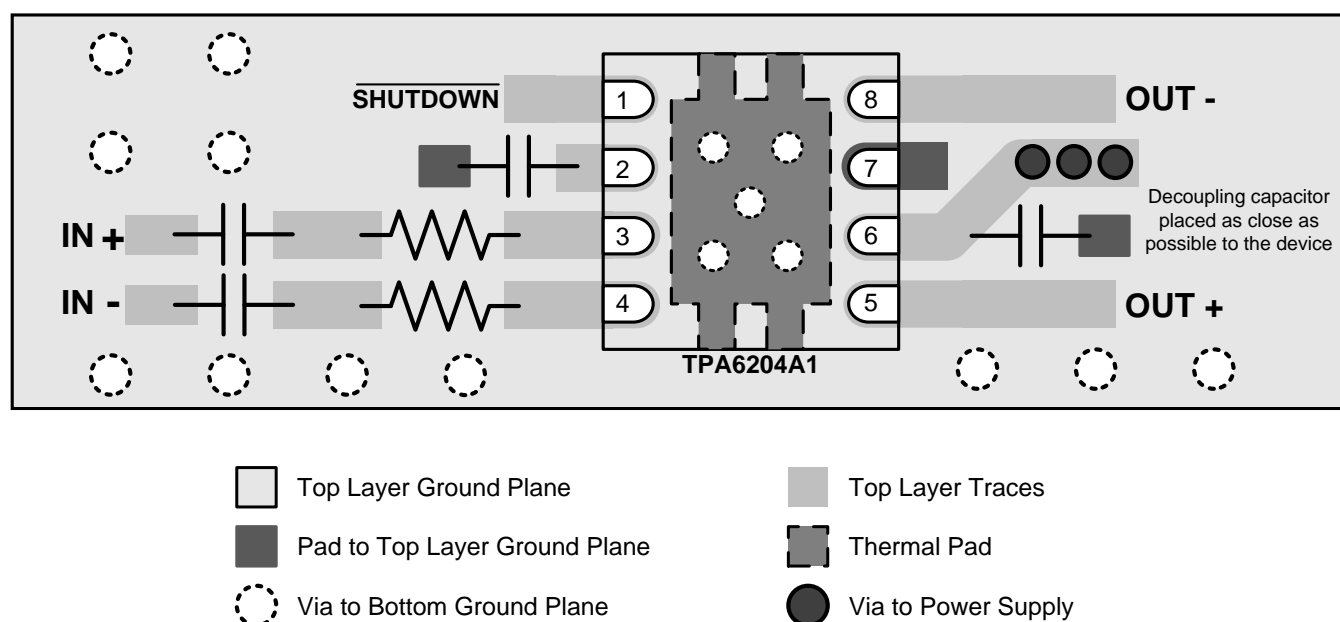 SHUTDOWN
1
8
OUT -
2
7
Decoupling capacitor
placed as close as
possible to the device
IN +
3
6
IN -
4
5
OUT +
TPA6204A1
Top Layer Ground Plane
Top Layer Traces
Pad to Top Layer Ground Plane
Thermal Pad
Via to Bottom Ground Plane
Via to Power Supply